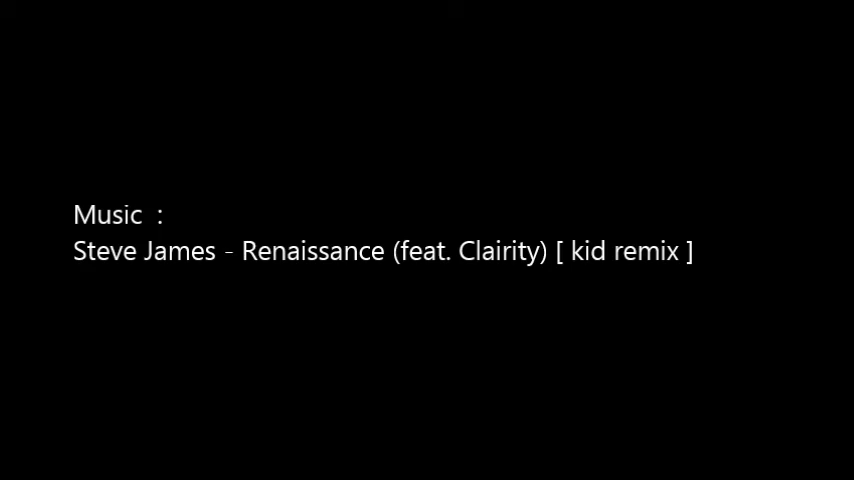 Music  :
Steve James - Renaissance (feat. Clairity) [ kid remix ]